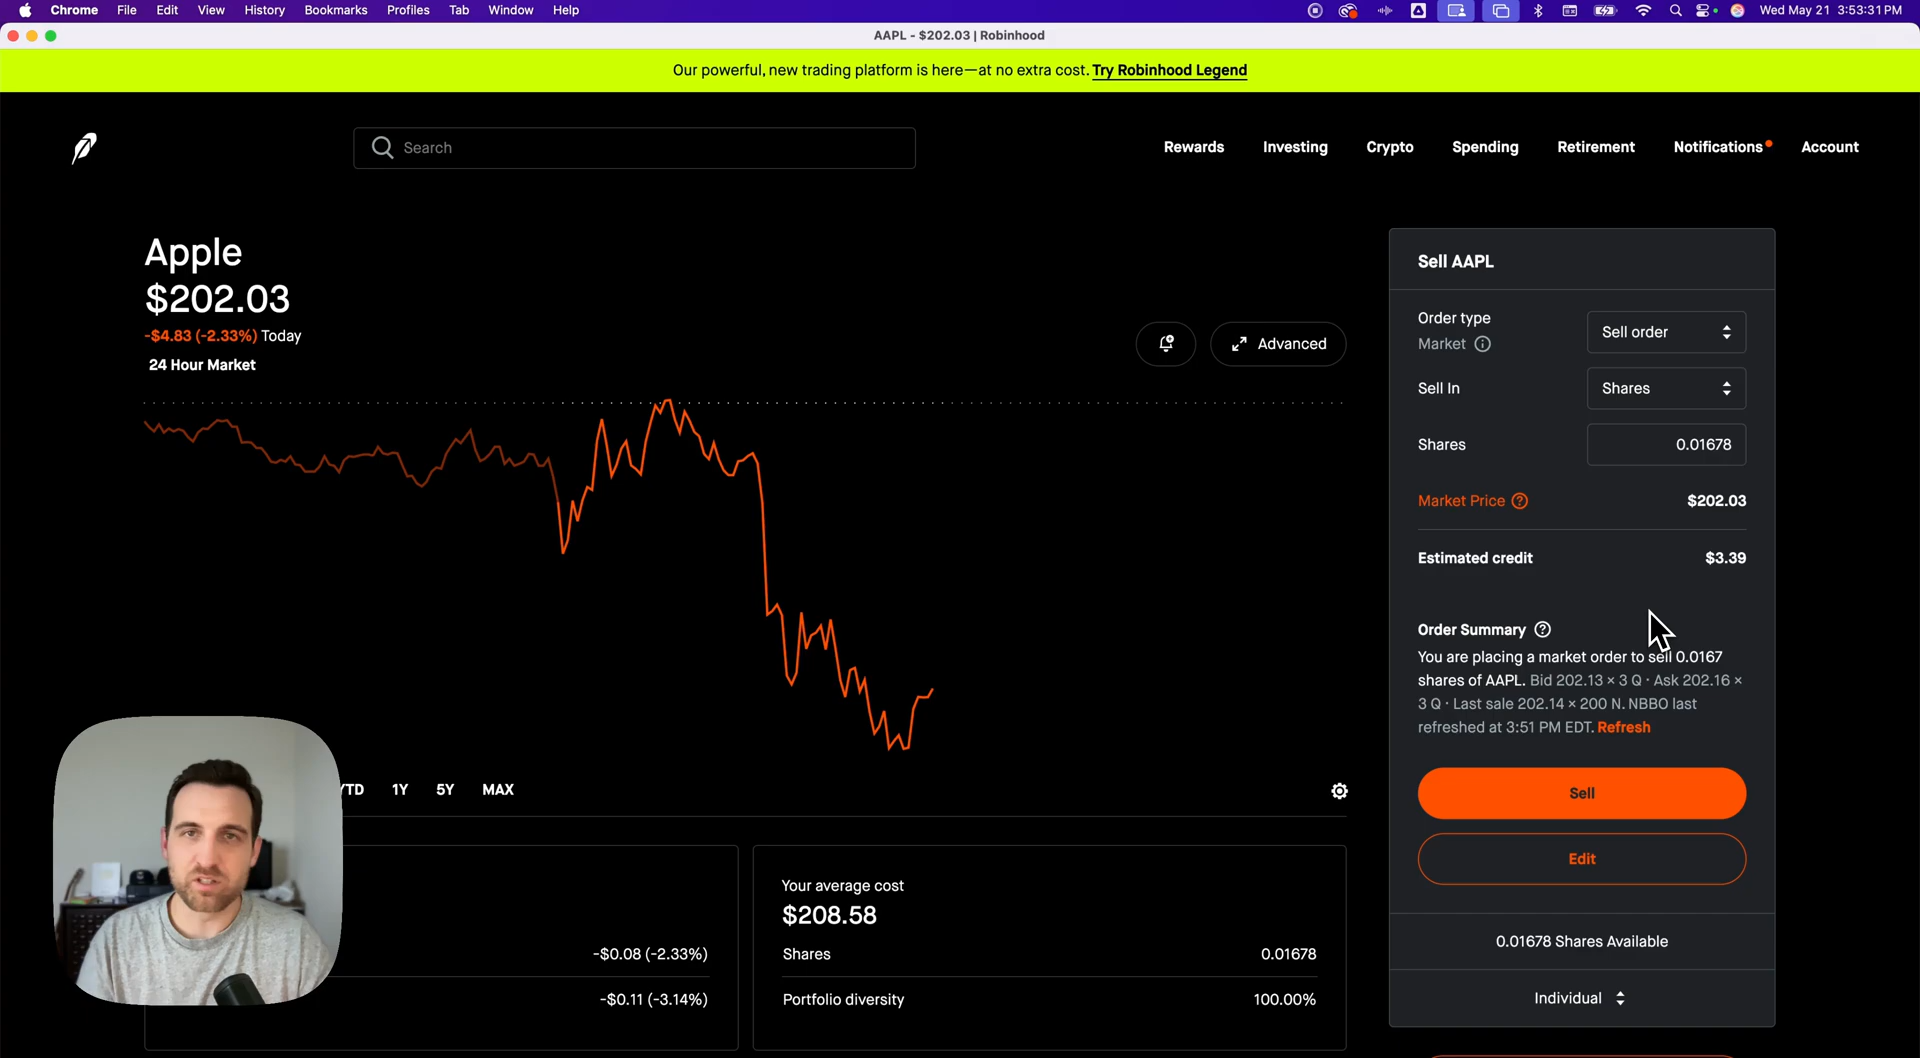 Chrome File Edit View History Bookmarks Profiles Tab Window Help Wed May 21 3:53:31 PM
AAPL - $202.03 | Robinhood
Our powerful, new trading platform is here—at no extra cost. Try Robinhood Legend
Search
Rewards Investing Crypto Spending Retirement Notifications Account
Apple
$202.03
-$4.83 (-2.33%) Today
24 Hour Market
Advanced
YTD 1Y 5Y MAX
-$0.08 (-2.33%)
-$0.11 (-3.14%)
Your average cost
$208.58
Shares 0.01678
Portfolio diversity 100.00%
Sell AAPL
Order type
Market
Sell order
Sell In Shares
Shares 0.01678
Market Price $202.03
Estimated credit $3.39
Order Summary
You are placing a market order to sell 0.0167
shares of AAPL. Bid 202.13 × 3 Q · Ask 202.16 ×
3 Q · Last sale 202.14 × 200 N. NBBO last
refreshed at 3:51 PM EDT. Refresh
Sell
Edit
0.01678 Shares Available
Individual